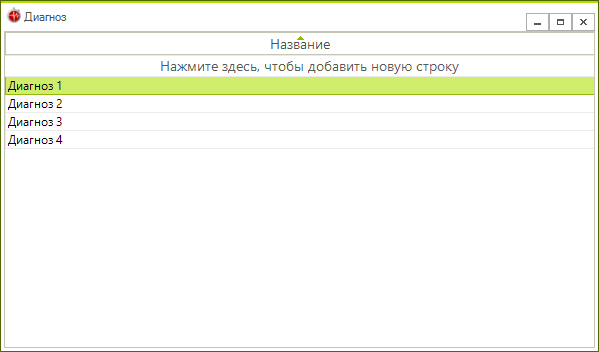 Диагноз
Название
Нажмите здесь, чтобы добавить новую строку
Диагноз 1
Диагноз 2
Диагноз 3
Диагноз 4